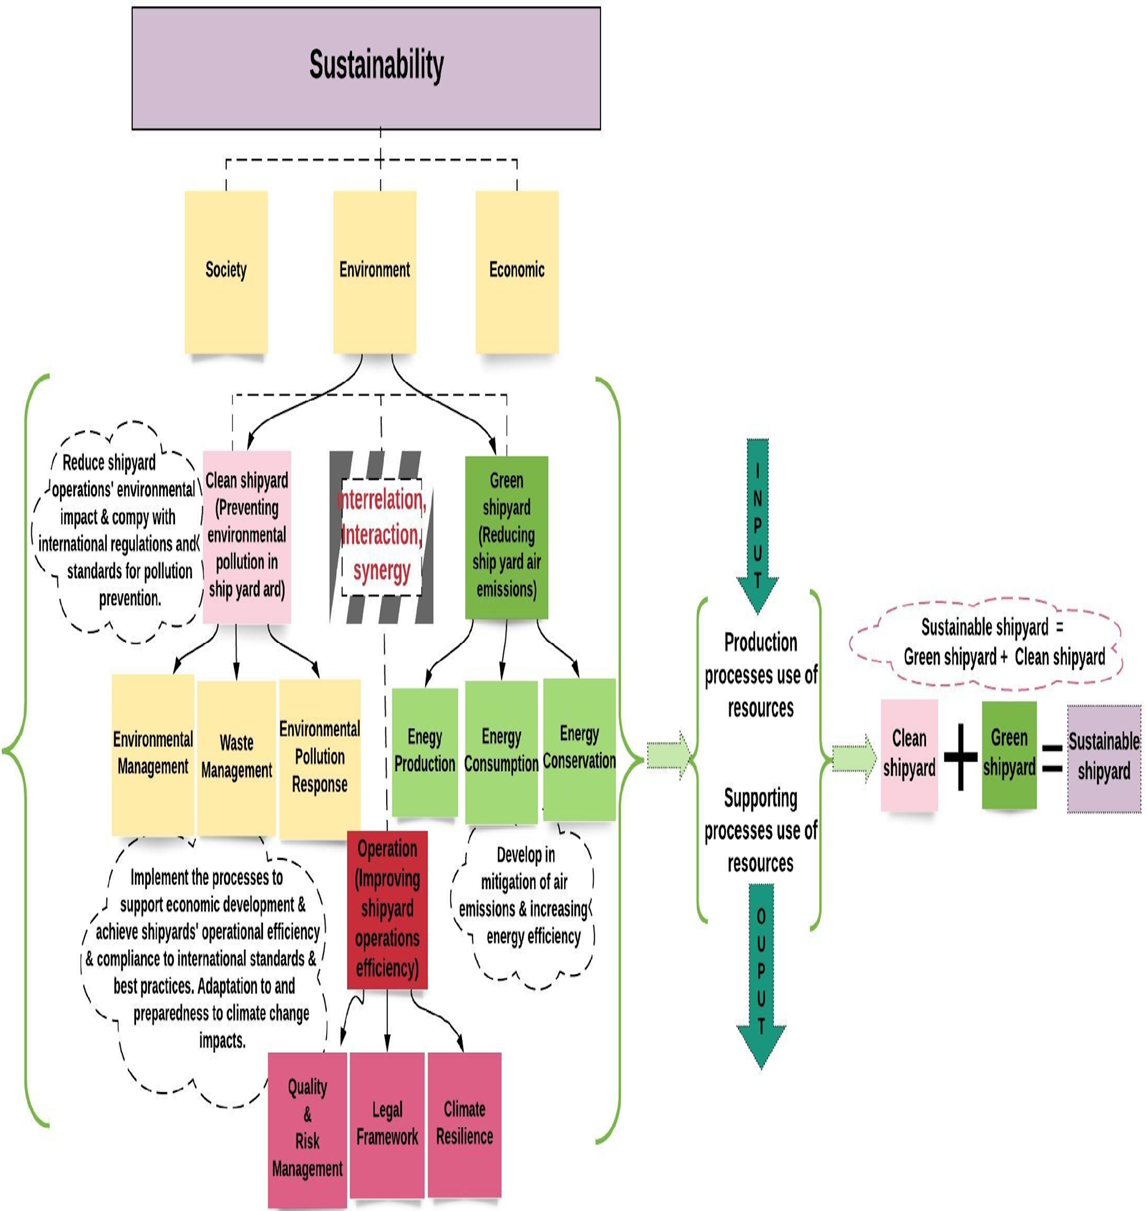 Sustainability
Society
Environment
Economic
Reduce shipyard
operations' environmental
impact & compy with
international regulations and
standards for pollution
prevention.
Clean shipyard
(Preventing
environmental
pollution in
ship yard ard)
Interrelation,
Interaction,
synergy
Green
shipyard
(Reducing
ship yard air
emissions)
Environmental
Management
Waste
Management
Environmental
Pollution
Response
Enegy
Production
Energy
Consumption
Energy
Conservation
Implement the processes to
support economic development &
achieve shipyards' operational efficiency
& compliance to international standards &
best practices. Adaptation to and
preparedness to climate change
impacts.
Operation
(Improving
shipyard
operations
efficiency)
Develop in
mitigation of air
emissions & increasing
energy efficiency
Quality
&
Risk
Management
Legal
Framework
Climate
Resilience
INPUT
Production
processes use of
resources
Supporting
processes use of
resources
OUPUT
Sustainable shipyard =
Green shipyard + Clean shipyard
Clean
shipyard
+
Green
shipyard
=
Sustainable
shipyard